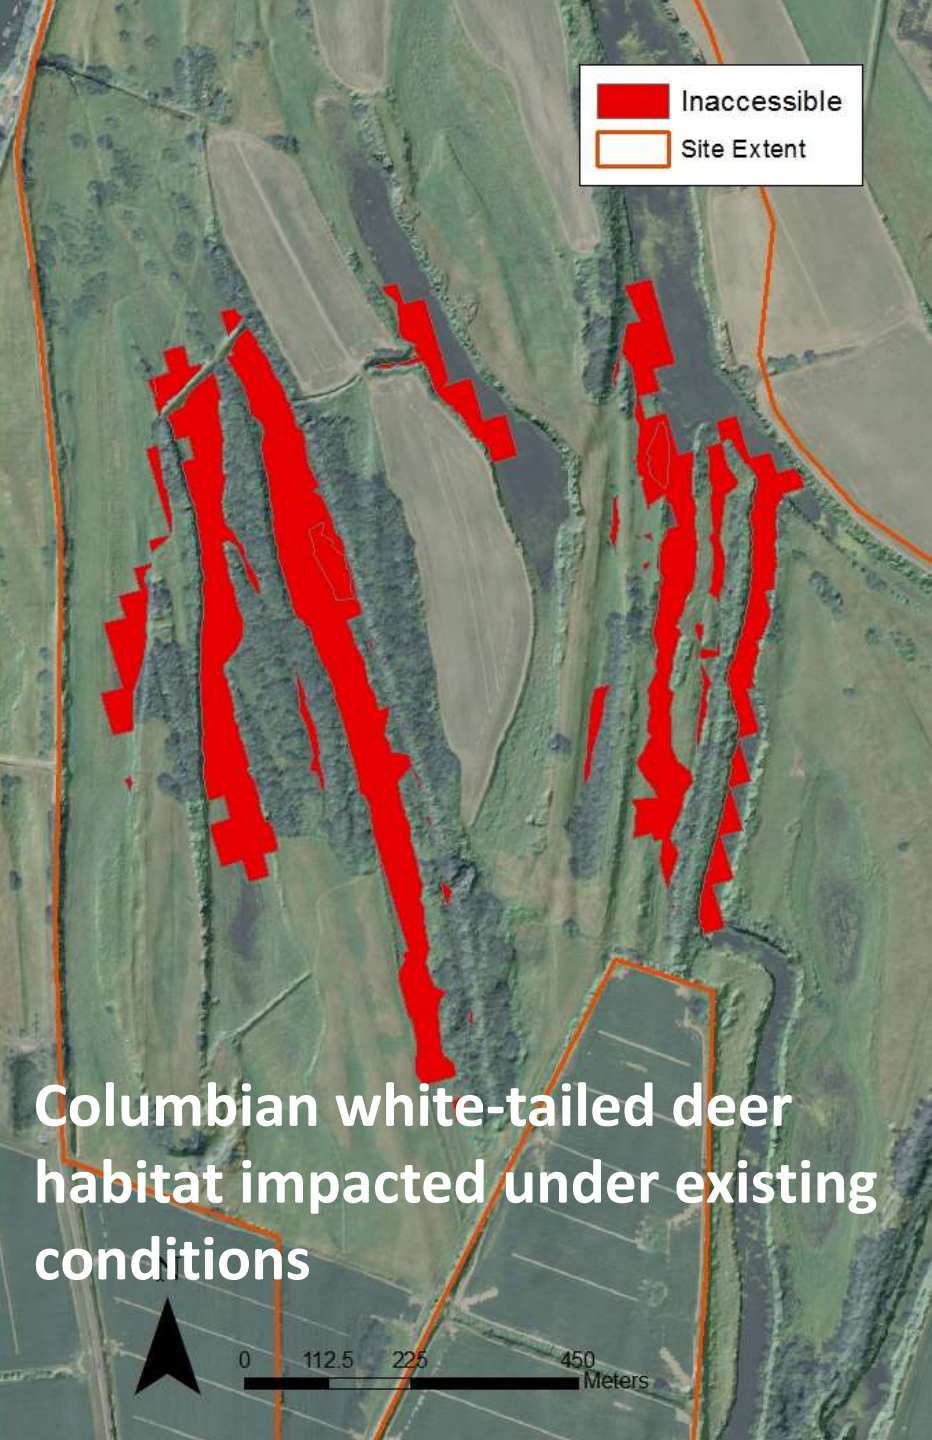 Inaccessible
Site Extent
Columbian white-tailed deer
habitat impacted under existing
conditions
N
0 112.5 225 450
Meters